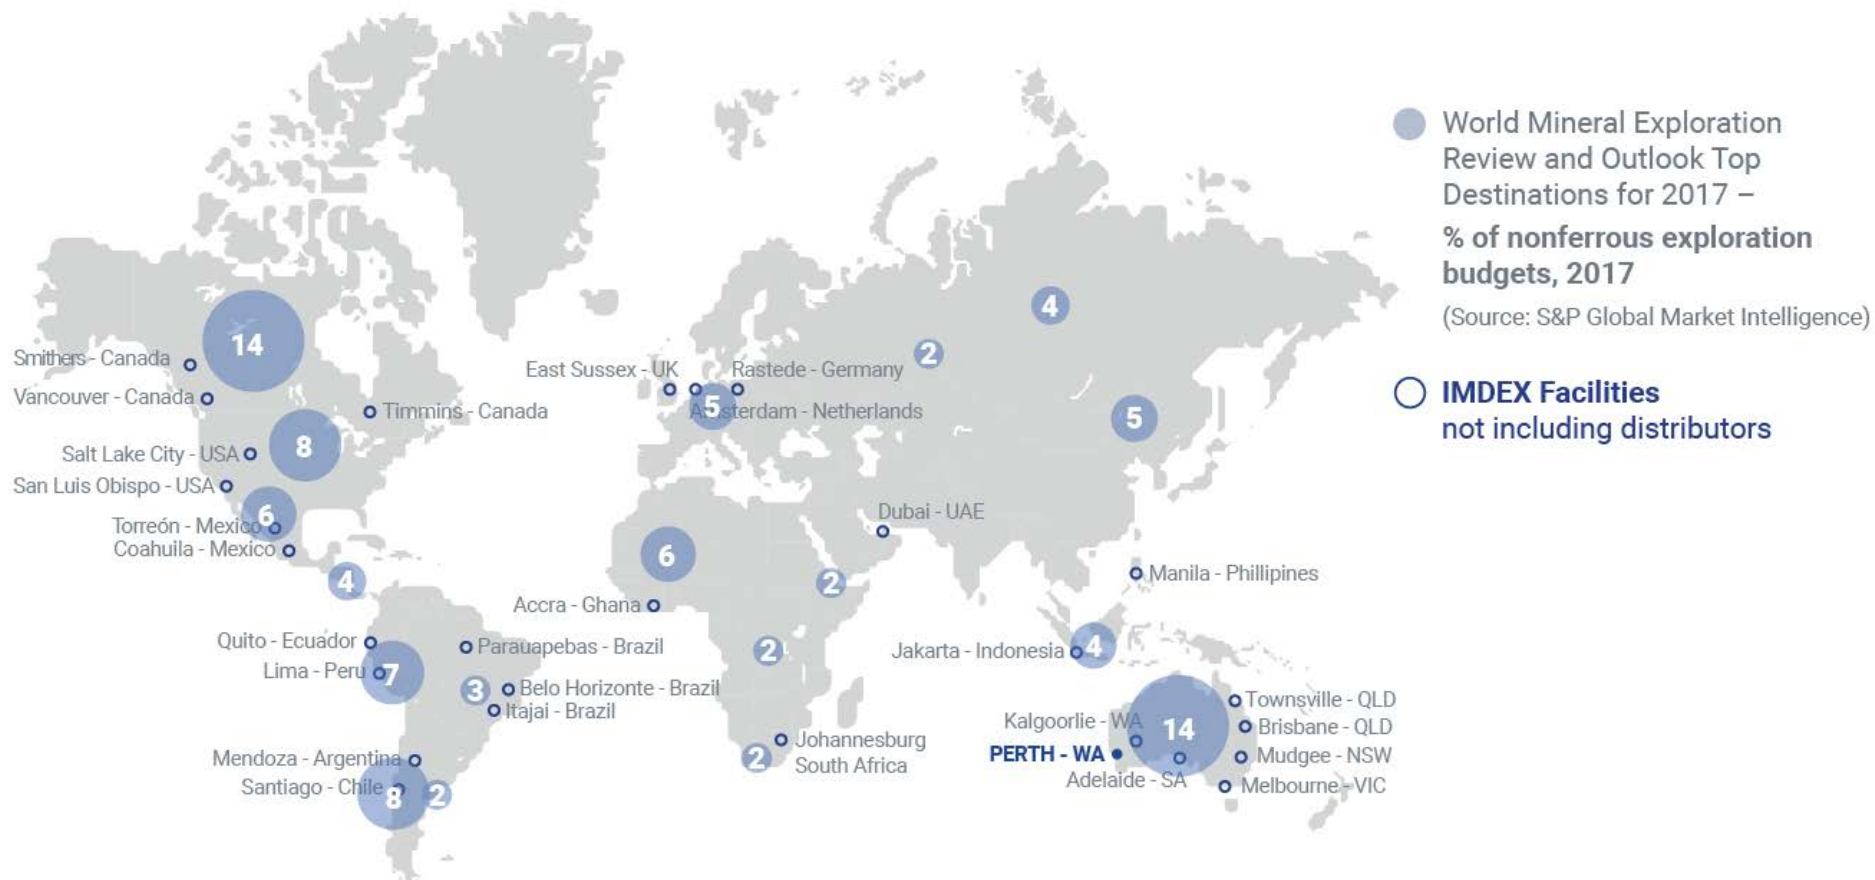 World Mineral Exploration
Review and Outlook Top
Destinations for 2017 –
% of nonferrous exploration
budgets, 2017
(Source: S&P Global Market Intelligence)
IMDEX Facilities
not including distributors
14
Smithers - Canada
Vancouver - Canada
Timmins - Canada
8
Salt Lake City - USA
San Luis Obispo - USA
6
Torreón - Mexico
Coahuila - Mexico
4
Quito - Ecuador
Lima - Peru
7
Parauapebas - Brazil
3
Belo Horizonte - Brazil
Itajai - Brazil
Mendoza - Argentina
Santiago - Chile
8
2
East Sussex - UK
Rastede - Germany
5
Amsterdam - Netherlands
2
4
5
Dubai - UAE
6
2
Accra - Ghana
2
Johannesburg
South Africa
2
Manila - Phillipines
Jakarta - Indonesia
4
Kalgoorlie - WA
14
PERTH - WA
Adelaide - SA
Townsville - QLD
Brisbane - QLD
Mudgee - NSW
Melbourne - VIC